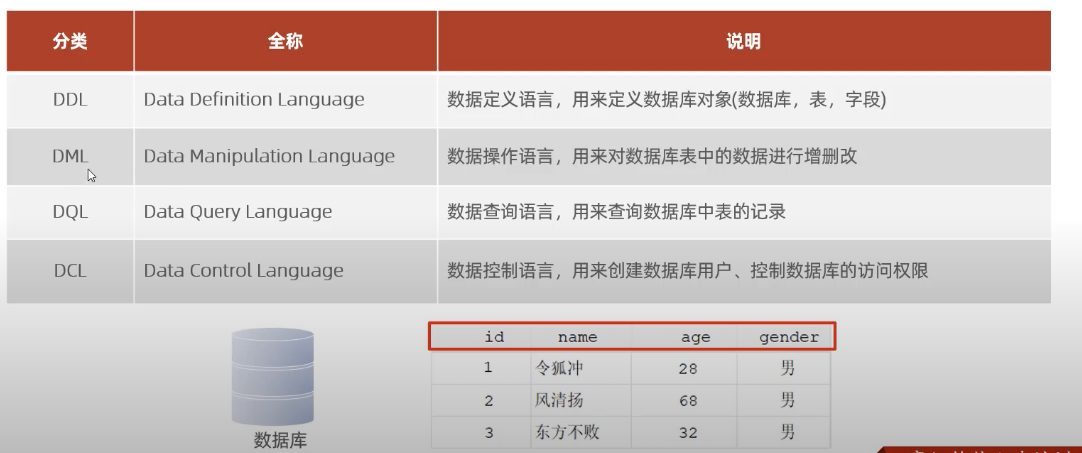 分类 全称 说明
DDL Data Definition Language 数据定义语言，用来定义数据库对象(数据库，表，字段)
DML Data Manipulation Language 数据操作语言，用来对数据库表中的数据进行增删改
DQL Data Query Language 数据查询语言，用来查询数据库中表的记录
DCL Data Control Language 数据控制语言，用来创建数据库用户、控制数据库的访问权限
id name age gender
1 令狐冲 28 男
2 风清扬 68 男
3 东方不败 32 男
数据库